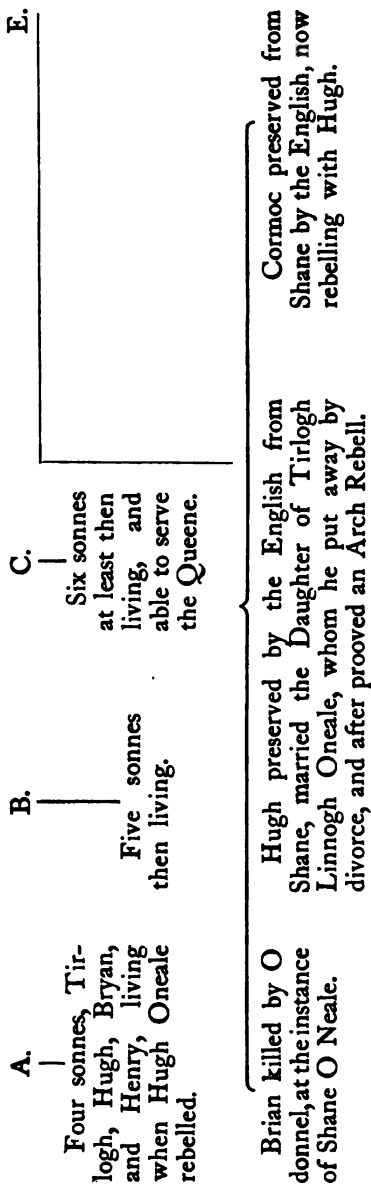 A.
Four sonnes, Tir-
logh, Hugh, Bryan,
and Henry, living
when Hugh Oneale
rebelled.
B.
Five sonnes
then living.
C.
Six sonnes
at least then
living, and
able to serve
the Queene.
E.
Brian killed by O
donnel, at the instance
of Shane O Neale.
Hugh preserved by the English from
Shane, married the Daughter of Tirlogh
Linnogh Oneale, whom he put away by
divorce, and after prooved an Arch Rebell.
Cormoc preserved from
Shane by the English, now
rebelling with Hugh.